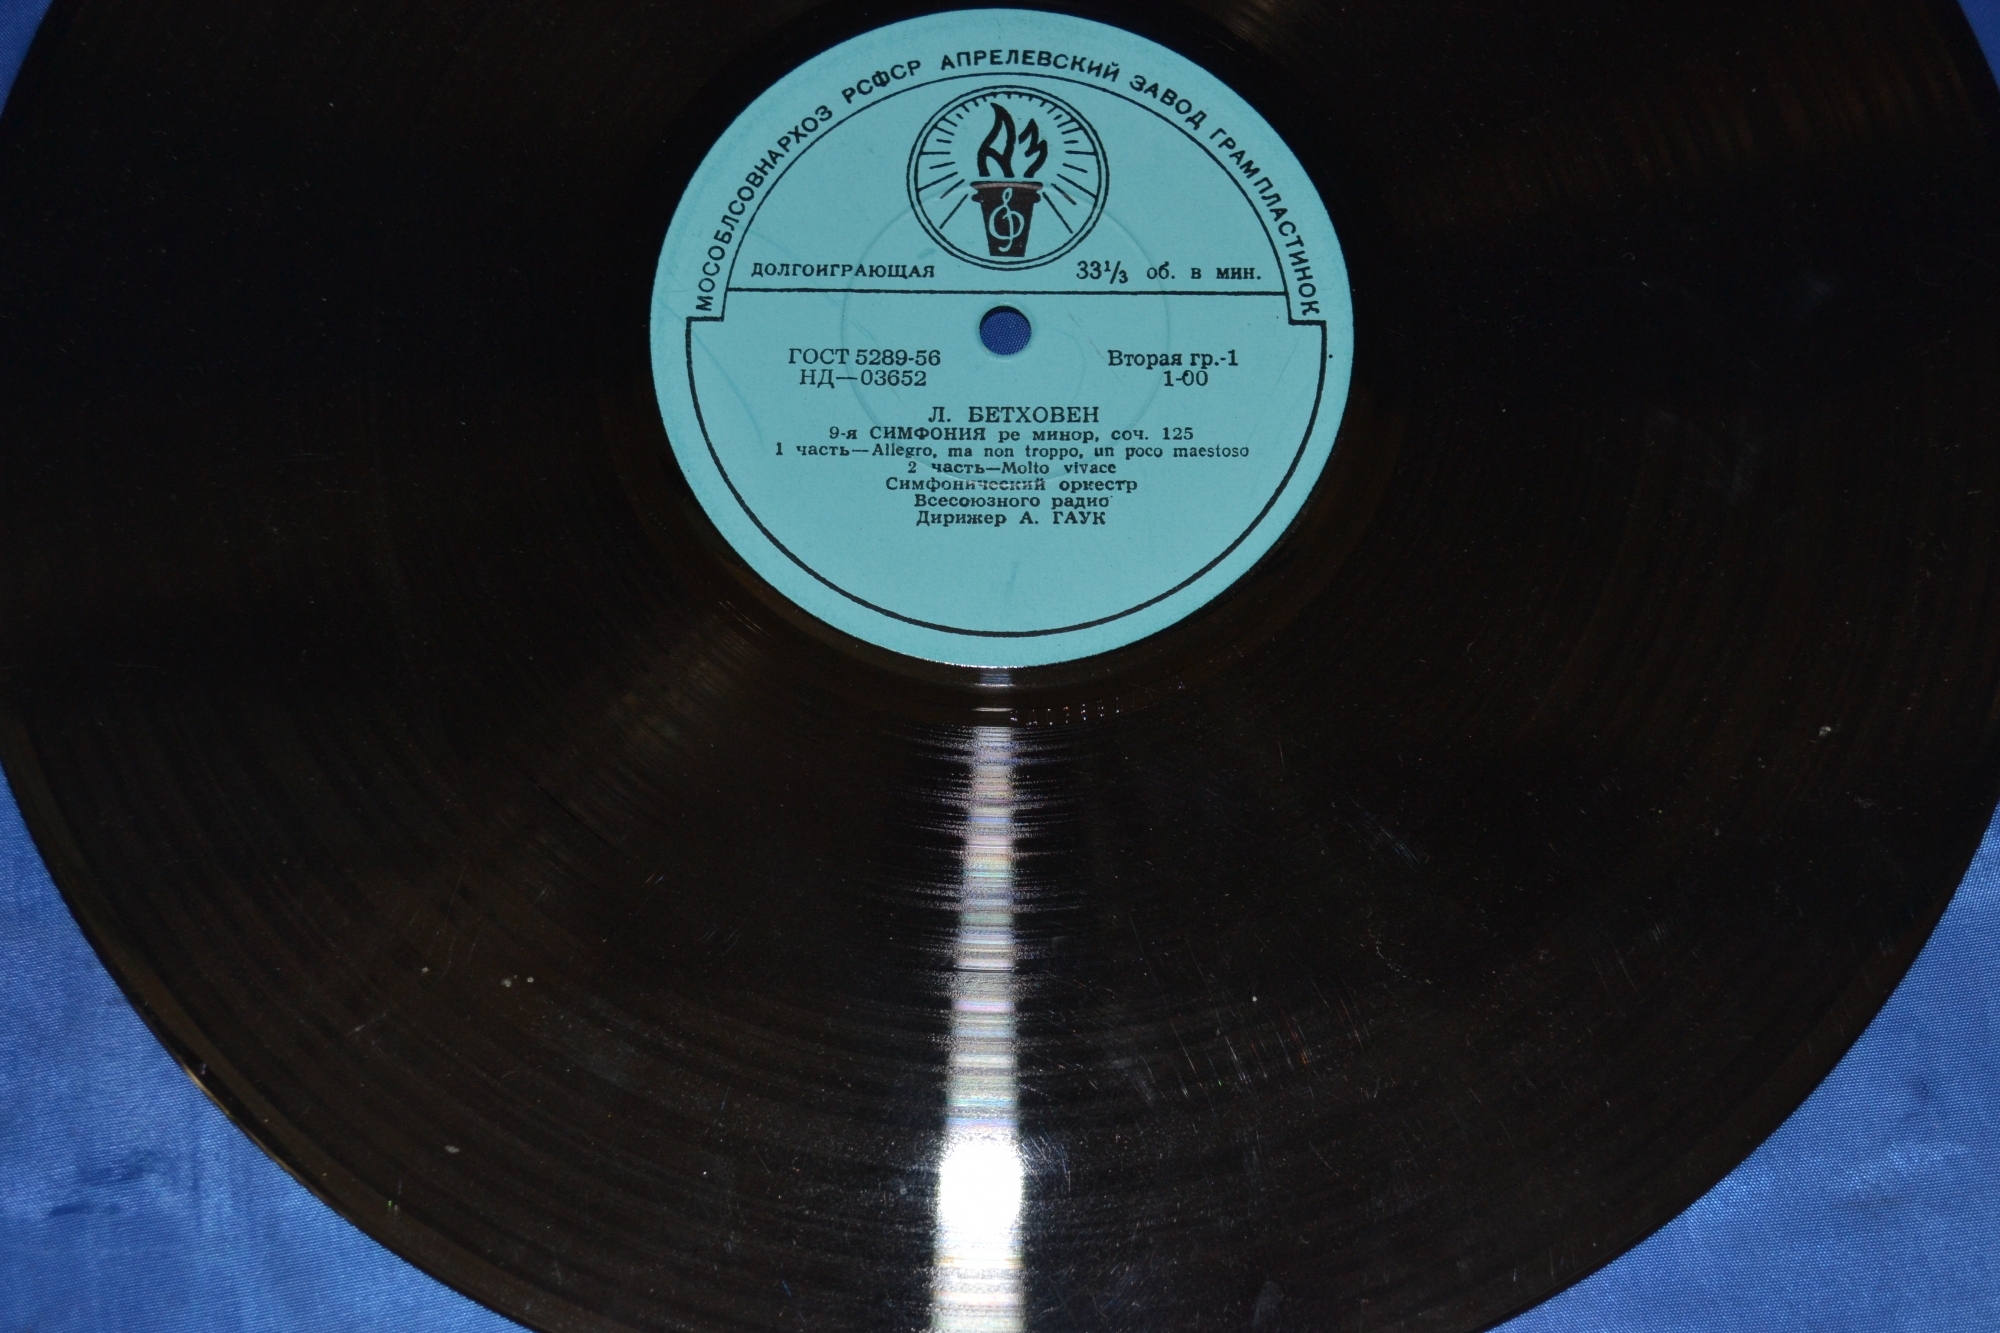 МОСОБЛСОВНАРХОЗ РСФСР АПРЕЛЕВСКИЙ ЗАВОД ГРАМПЛАСТИНОК
АЗ
ДОЛГОИГРАЮЩАЯ 33⅓ об. в мин.
ГОСТ 5289-56 Вторая гр.-1
НД—03652 1-00
Л. БЕТХОВЕН
9-я СИМФОНИЯ ре минор, соч. 125
1 часть—Allegro, ma non troppo, un poco maestoso
2 часть—Molto vivace
Симфонический оркестр
Всесоюзного радио
Дирижер А. ГАУК